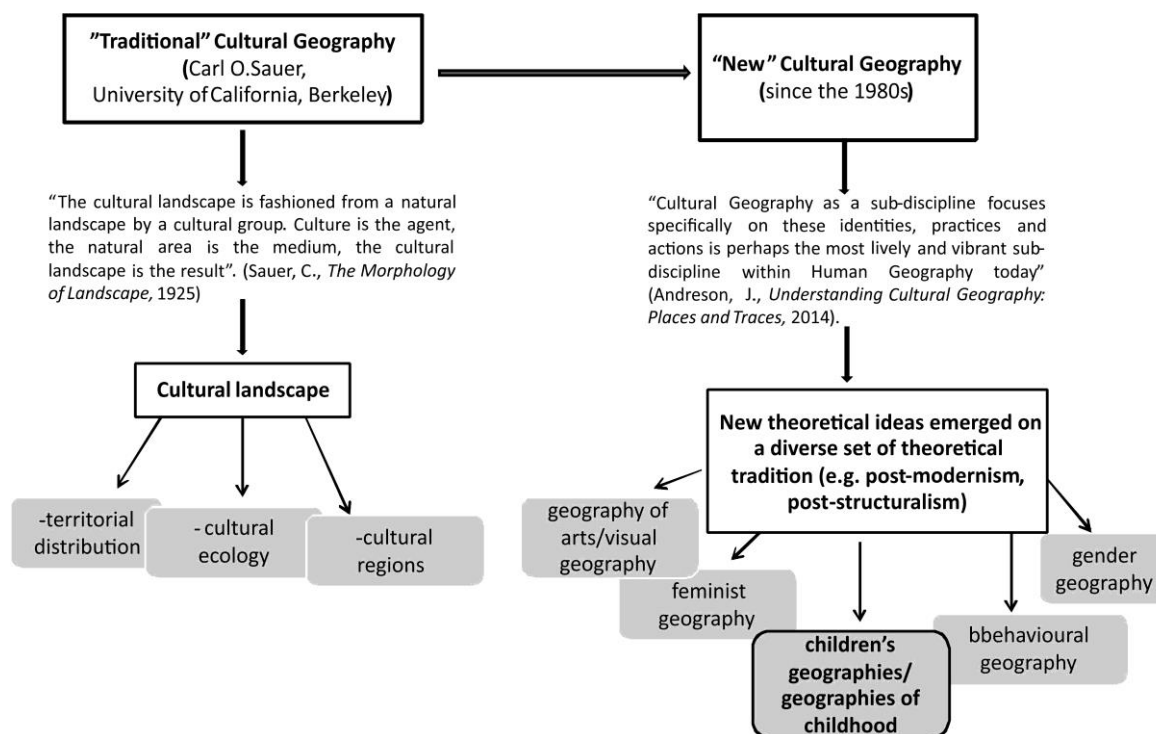 ”Traditional” Cultural Geography
(Carl O.Sauer,
University of California, Berkeley)
“The cultural landscape is fashioned from a natural
landscape by a cultural group. Culture is the agent,
the natural area is the medium, the cultural
landscape is the result”. (Sauer, C., The Morphology
of Landscape, 1925)
Cultural landscape
-territorial
distribution
- cultural
ecology
-cultural
regions
“New” Cultural Geography
(since the 1980s)
“Cultural Geography as a sub-discipline focuses
specifically on these identities, practices and
actions is perhaps the most lively and vibrant sub-
discipline within Human Geography today”
(Andreson, J., Understanding Cultural Geography:
Places and Traces, 2014).
New theoretical ideas emerged on
a diverse set of theoretical
tradition (e.g. post-modernism,
post-structuralism)
geography of
arts/visual
geography
feminist
geography
children’s
geographies/
geographies of
childhood
bbehavioural
geography
gender
geography